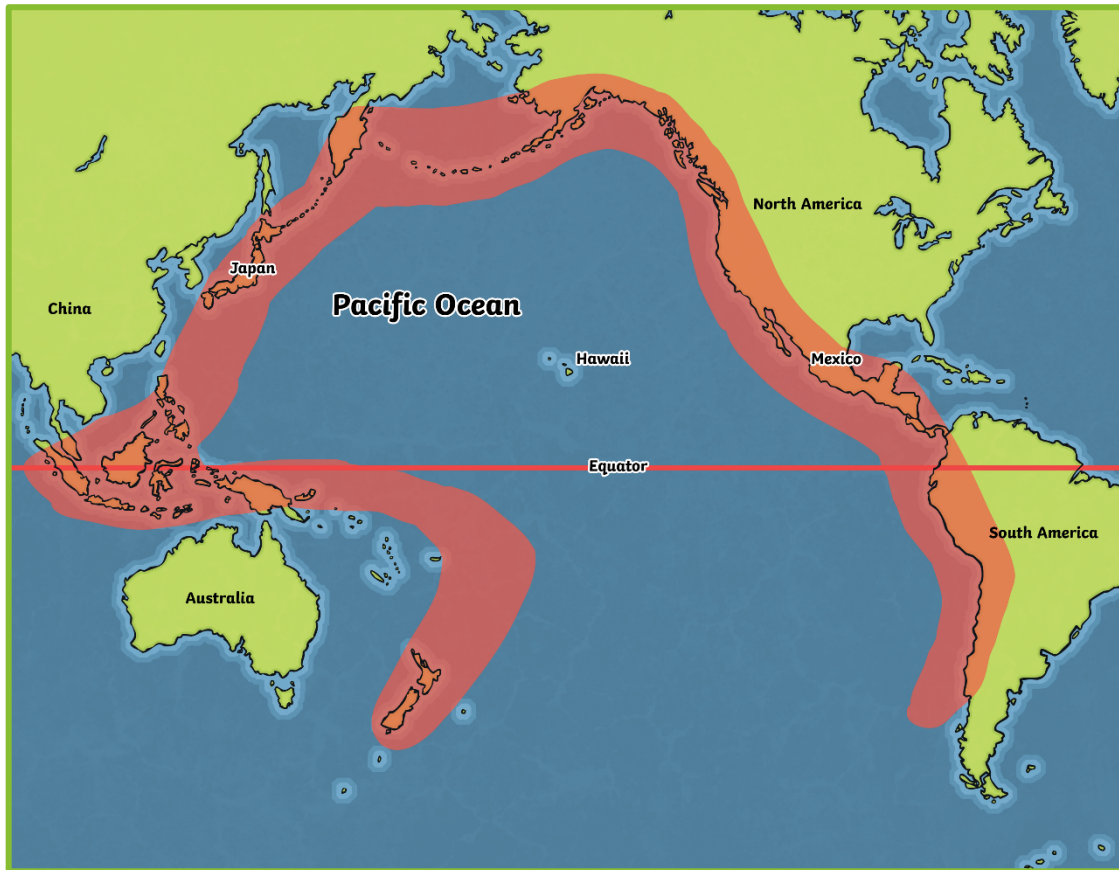 North America
Japan
Pacific Ocean
China
Hawaii
Mexico
Equator
South America
Australia